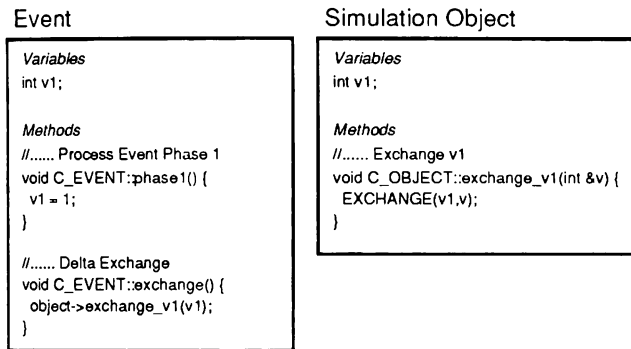 Event
Variables
int v1;
Methods
//...... Process Event Phase 1
void C_EVENT::phase1() {
v1 = 1;
}
//...... Delta Exchange
void C_EVENT::exchange() {
object->exchange_v1(v1);
}
Simulation Object
Variables
int v1;
Methods
//...... Exchange v1
void C_OBJECT::exchange_v1(int &v) {
EXCHANGE(v1,v);
}